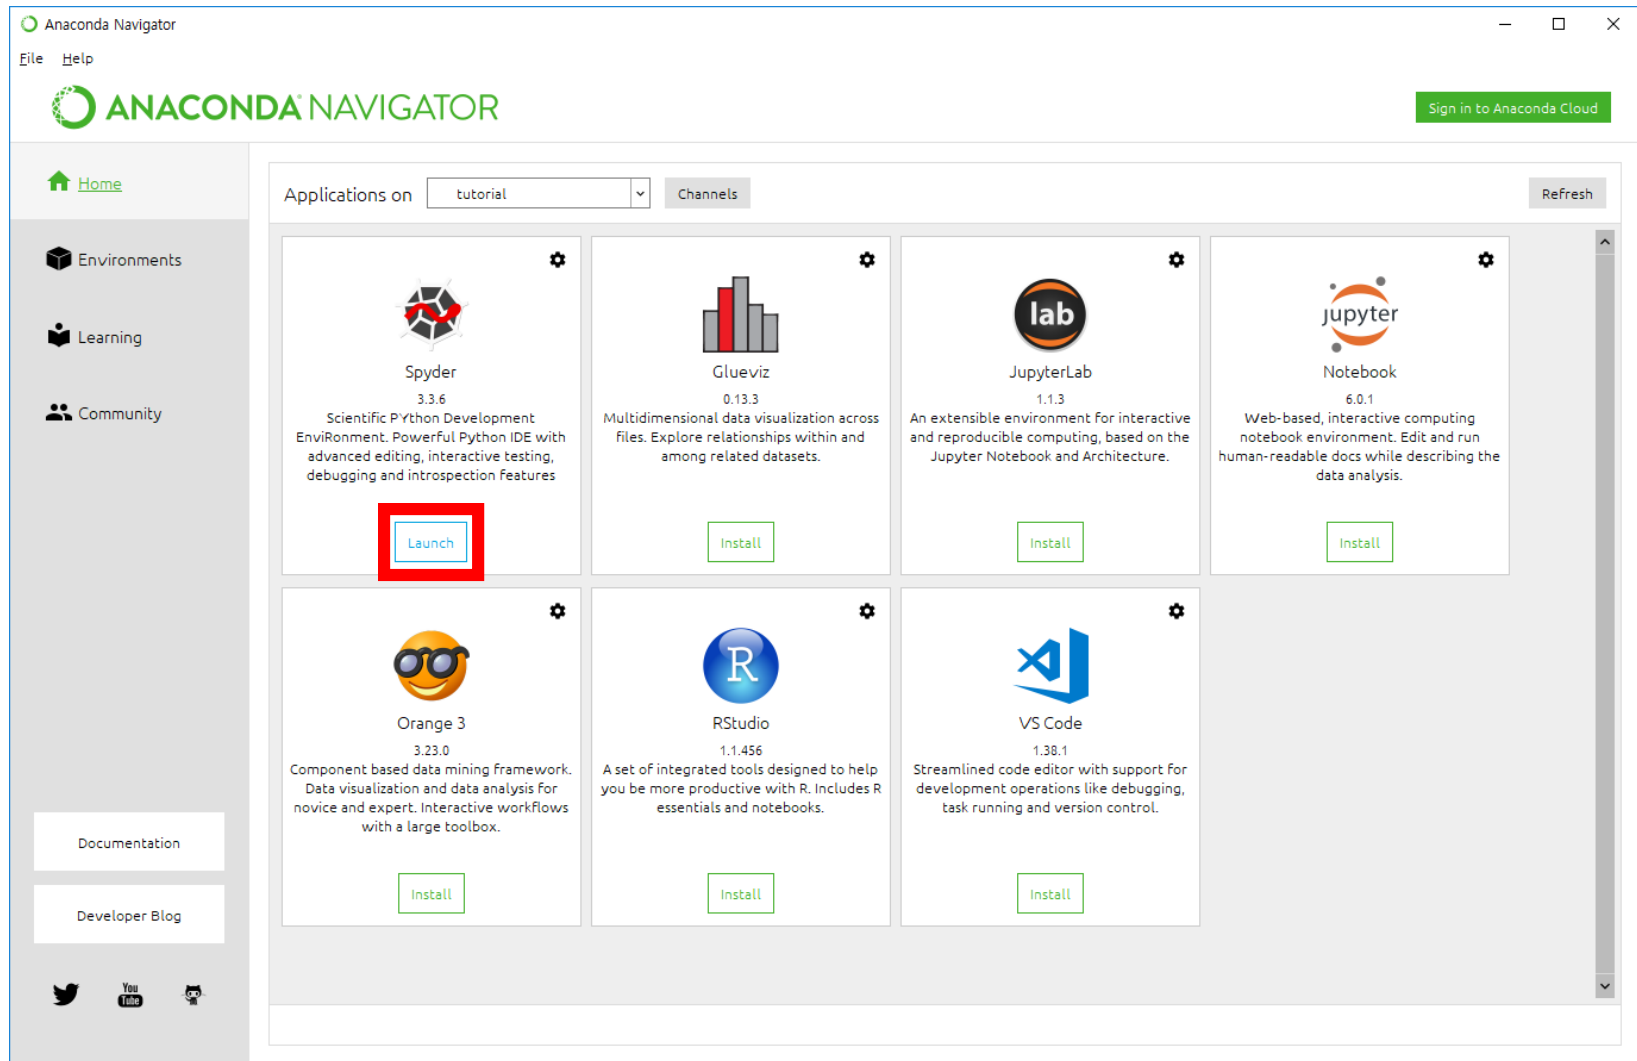 Anaconda Navigator
File Help
ANACONDA NAVIGATOR
Sign in to Anaconda Cloud
Home
Environments
Learning
Community
Documentation
Developer Blog
You
Tube
Applications on tutorial Channels Refresh
Spyder
3.3.6
Scientific PYthon Development
EnviRonment. Powerful Python IDE with
advanced editing, interactive testing,
debugging and introspection features
Launch
Glueviz
0.13.3
Multidimensional data visualization across
files. Explore relationships within and
among related datasets.
Install
lab
JupyterLab
1.1.3
An extensible environment for interactive
and reproducible computing, based on the
Jupyter Notebook and Architecture.
Install
jupyter
Notebook
6.0.1
Web-based, interactive computing
notebook environment. Edit and run
human-readable docs while describing the
data analysis.
Install
Orange 3
3.23.0
Component based data mining framework.
Data visualization and data analysis for
novice and expert. Interactive workflows
with a large toolbox.
Install
R
RStudio
1.1.456
A set of integrated tools designed to help
you be more productive with R. Includes R
essentials and notebooks.
Install
VS Code
1.38.1
Streamlined code editor with support for
development operations like debugging,
task running and version control.
Install